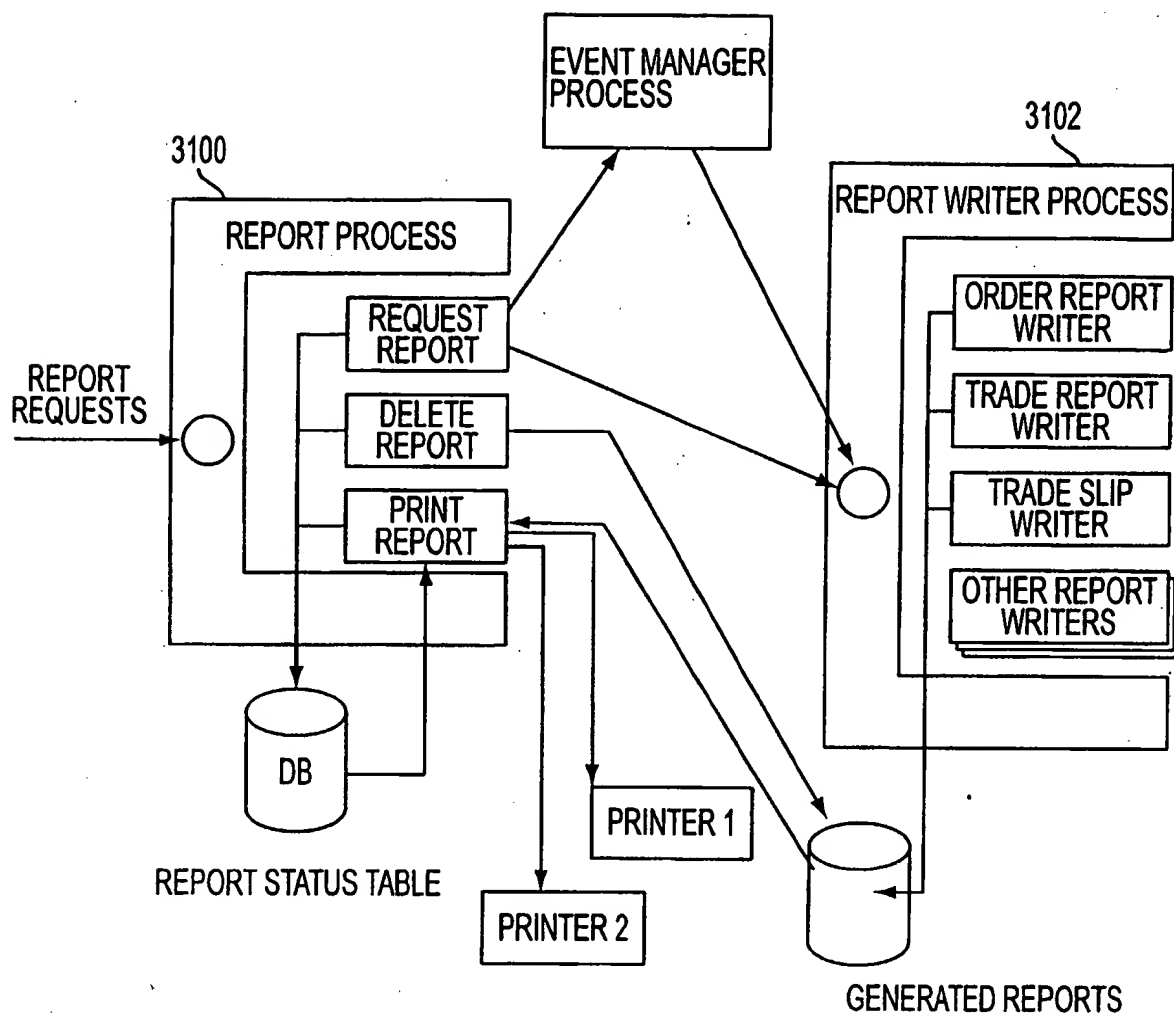 EVENT MANAGER
PROCESS
3100
3102
REPORT PROCESS
REPORT WRITER PROCESS
REQUEST
REPORT
ORDER REPORT
WRITER
REPORT
REQUESTS
DELETE
REPORT
TRADE REPORT
WRITER
PRINT
REPORT
TRADE SLIP
WRITER
OTHER REPORT
WRITERS
DB
PRINTER 1
REPORT STATUS TABLE
PRINTER 2
GENERATED REPORTS